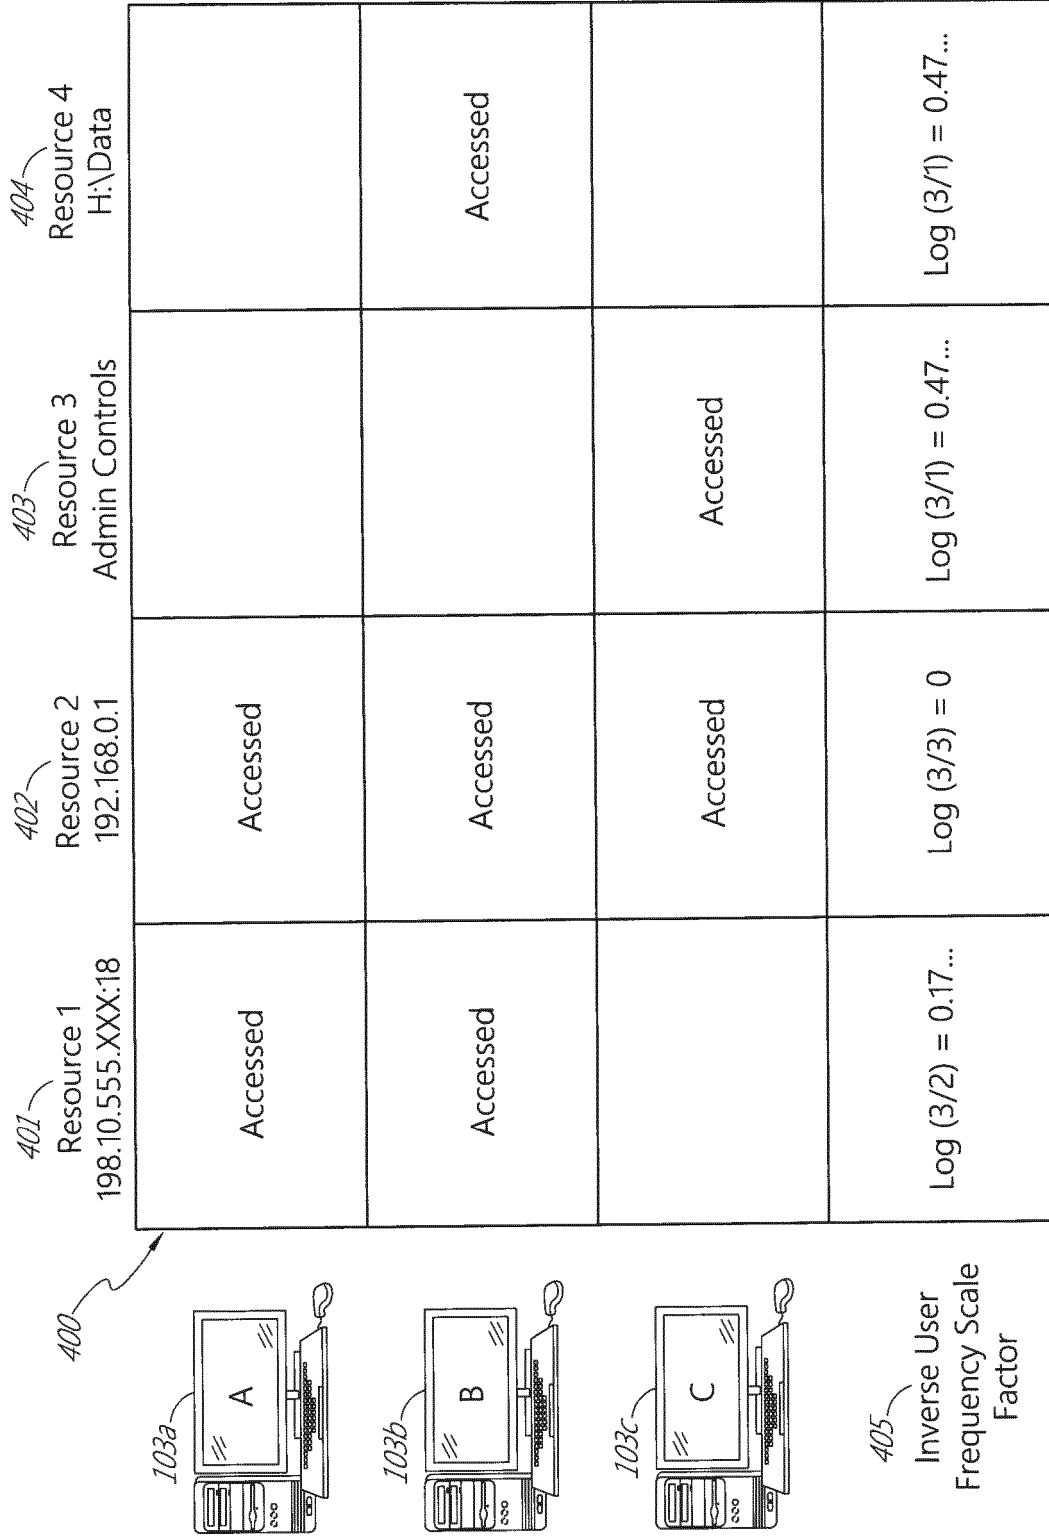 400
401
Resource 1
198.10.555.XXX:18
402
Resource 2
192.168.0.1
403
Resource 3
Admin Controls
404
Resource 4
H:\Data
103a
A
Accessed
Accessed
103b
B
Accessed
Accessed
Accessed
103c
C
Accessed
Accessed
405
Inverse User
Frequency Scale
Factor
Log (3/2) = 0.17...
Log (3/3) = 0
Log (3/1) = 0.47...
Log (3/1) = 0.47...